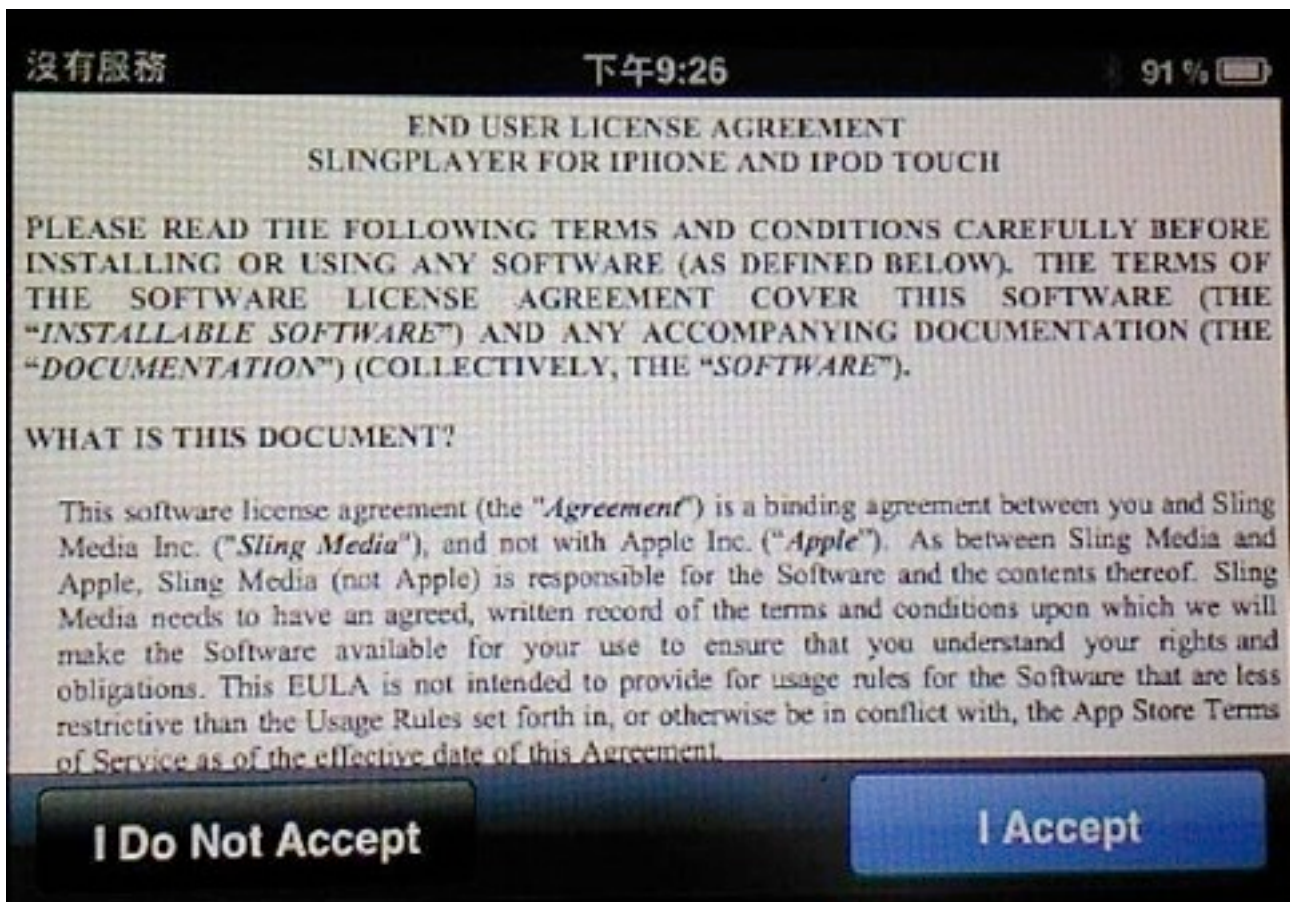 沒有服務 下午9:26 91 %
END USER LICENSE AGREEMENT
SLINGPLAYER FOR IPHONE AND IPOD TOUCH
PLEASE READ THE FOLLOWING TERMS AND CONDITIONS CAREFULLY BEFORE
INSTALLING OR USING ANY SOFTWARE (AS DEFINED BELOW). THE TERMS OF
THE SOFTWARE LICENSE AGREEMENT COVER THIS SOFTWARE (THE
“INSTALLABLE SOFTWARE”) AND ANY ACCOMPANYING DOCUMENTATION (THE
“DOCUMENTATION”) (COLLECTIVELY, THE “SOFTWARE”).
WHAT IS THIS DOCUMENT?
This software license agreement (the "Agreement") is a binding agreement between you and Sling
Media Inc. ("Sling Media"), and not with Apple Inc. (“Apple”). As between Sling Media and
Apple, Sling Media (not Apple) is responsible for the Software and the contents thereof. Sling
Media needs to have an agreed, written record of the terms and conditions upon which we will
make the Software available for your use to ensure that you understand your rights and
obligations. This EULA is not intended to provide for usage rules for the Software that are less
restrictive than the Usage Rules set forth in, or otherwise be in conflict with, the App Store Terms
of Service as of the effective date of this Agreement.
I Do Not Accept
I Accept